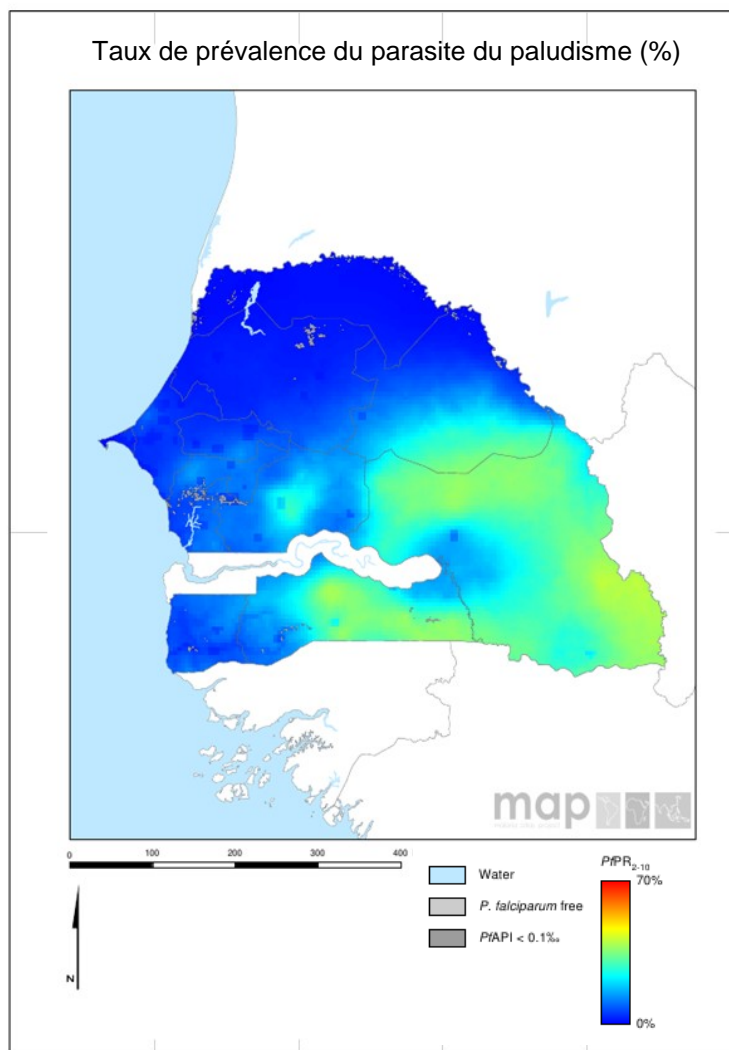 Taux de prévalence du parasite du paludisme (%)
map
0 100 200 300 400
Water
P. falciparum free
PfAPI < 0.1‰
PfPR2-10
70%
0%
N